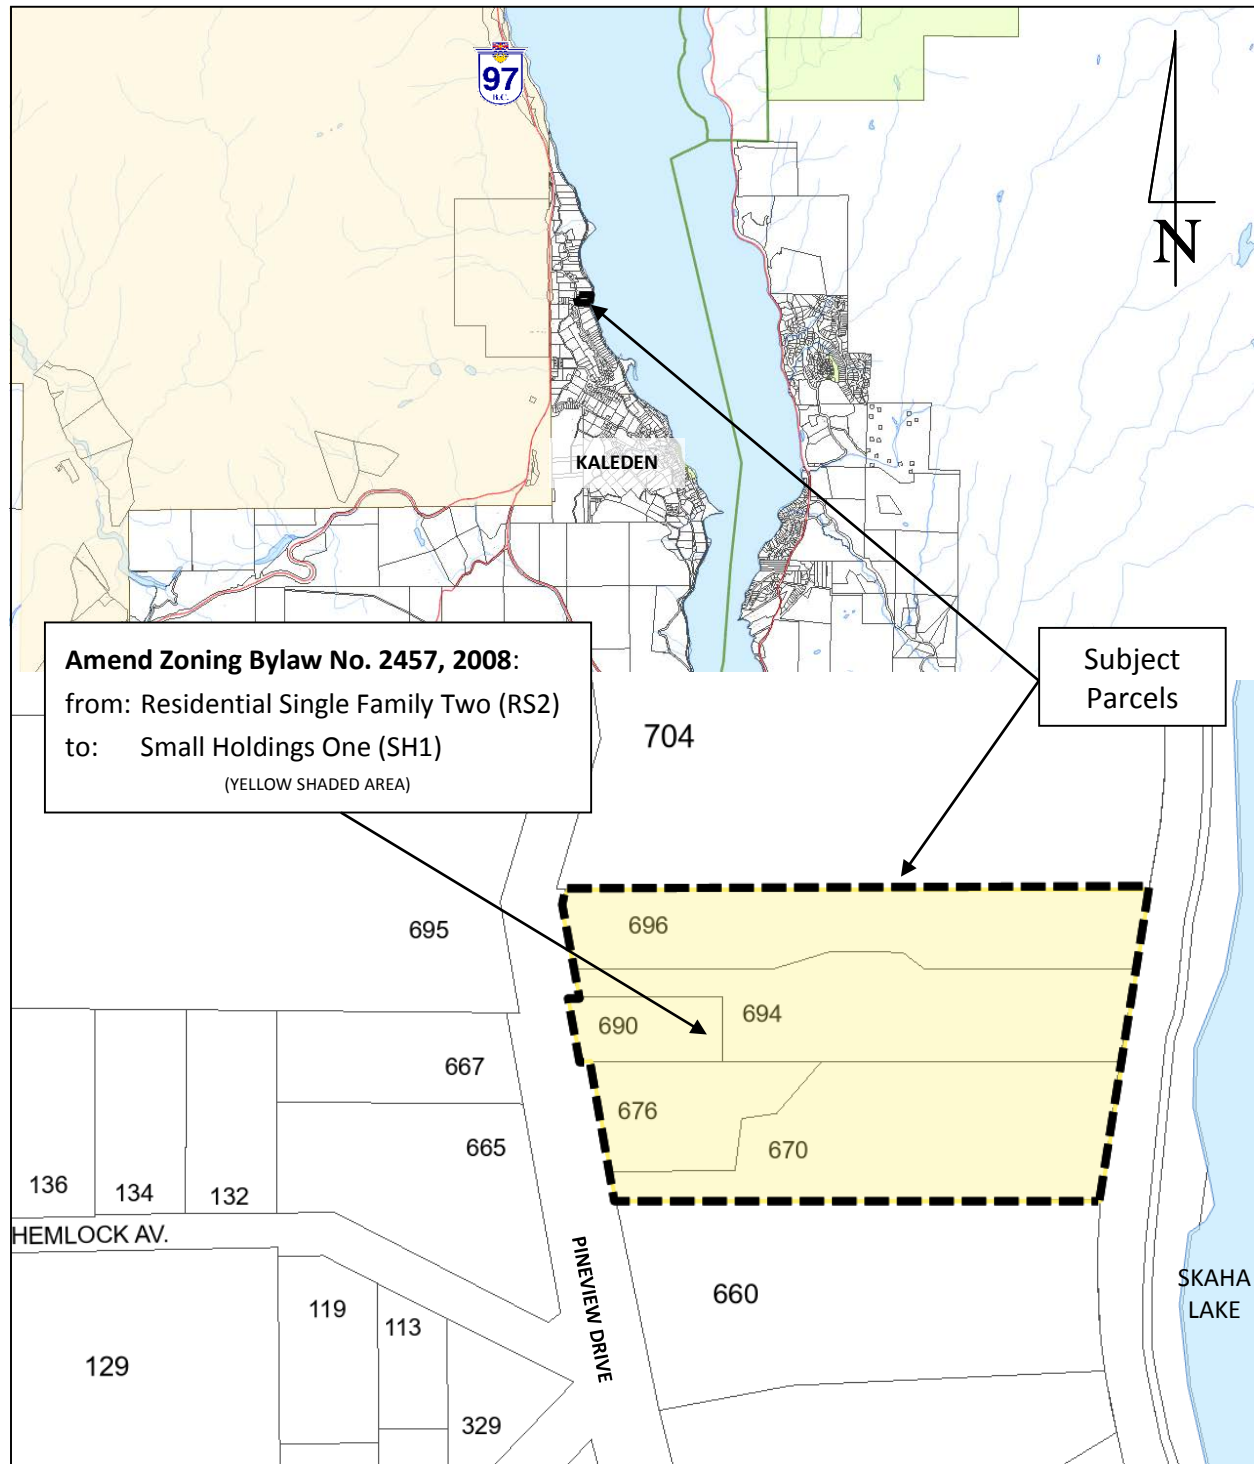 97
B.C.
N
KALEDEN
Amend Zoning Bylaw No. 2457, 2008:
from: Residential Single Family Two (RS2)
to: Small Holdings One (SH1)
(YELLOW SHADED AREA)
Subject
Parcels
704
695
696
694
690
667
676
665
670
136
134
132
HEMLOCK AV.
PINEVIEW DRIVE
660
SKAHA
LAKE
119
113
129
329